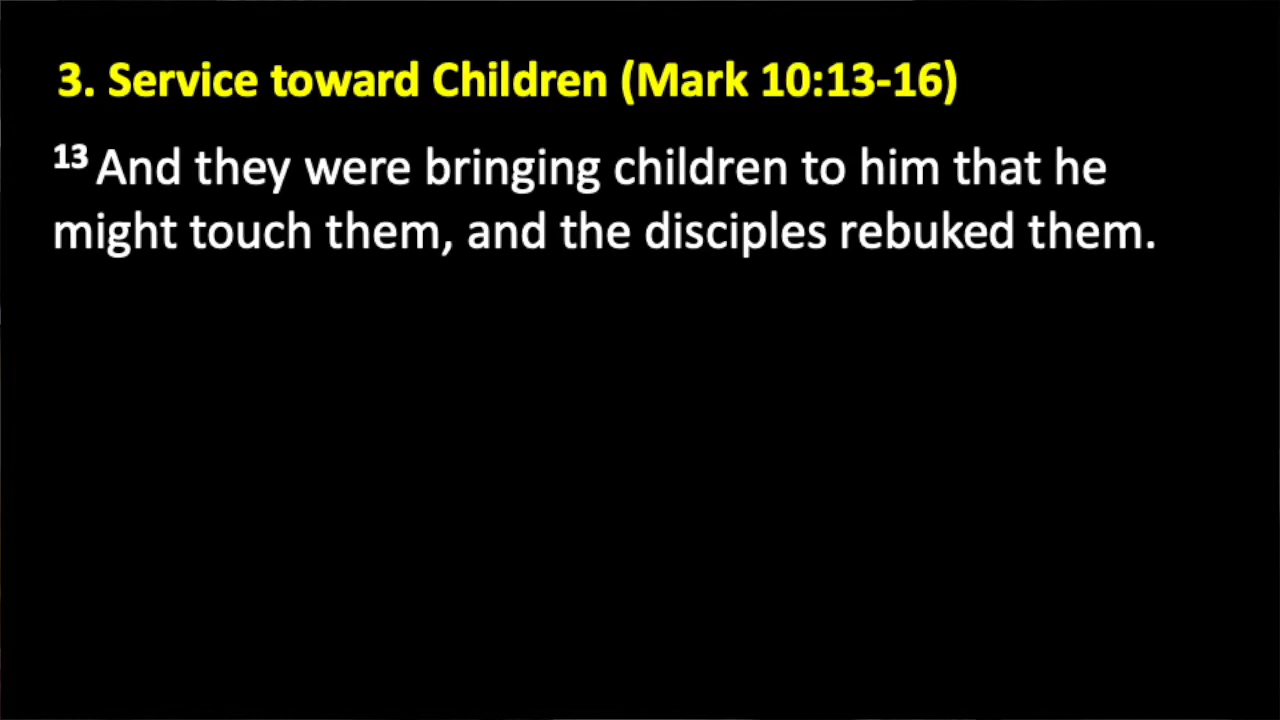 3. Service toward Children (Mark 10:13-16)
13 And they were bringing children to him that he
might touch them, and the disciples rebuked them.